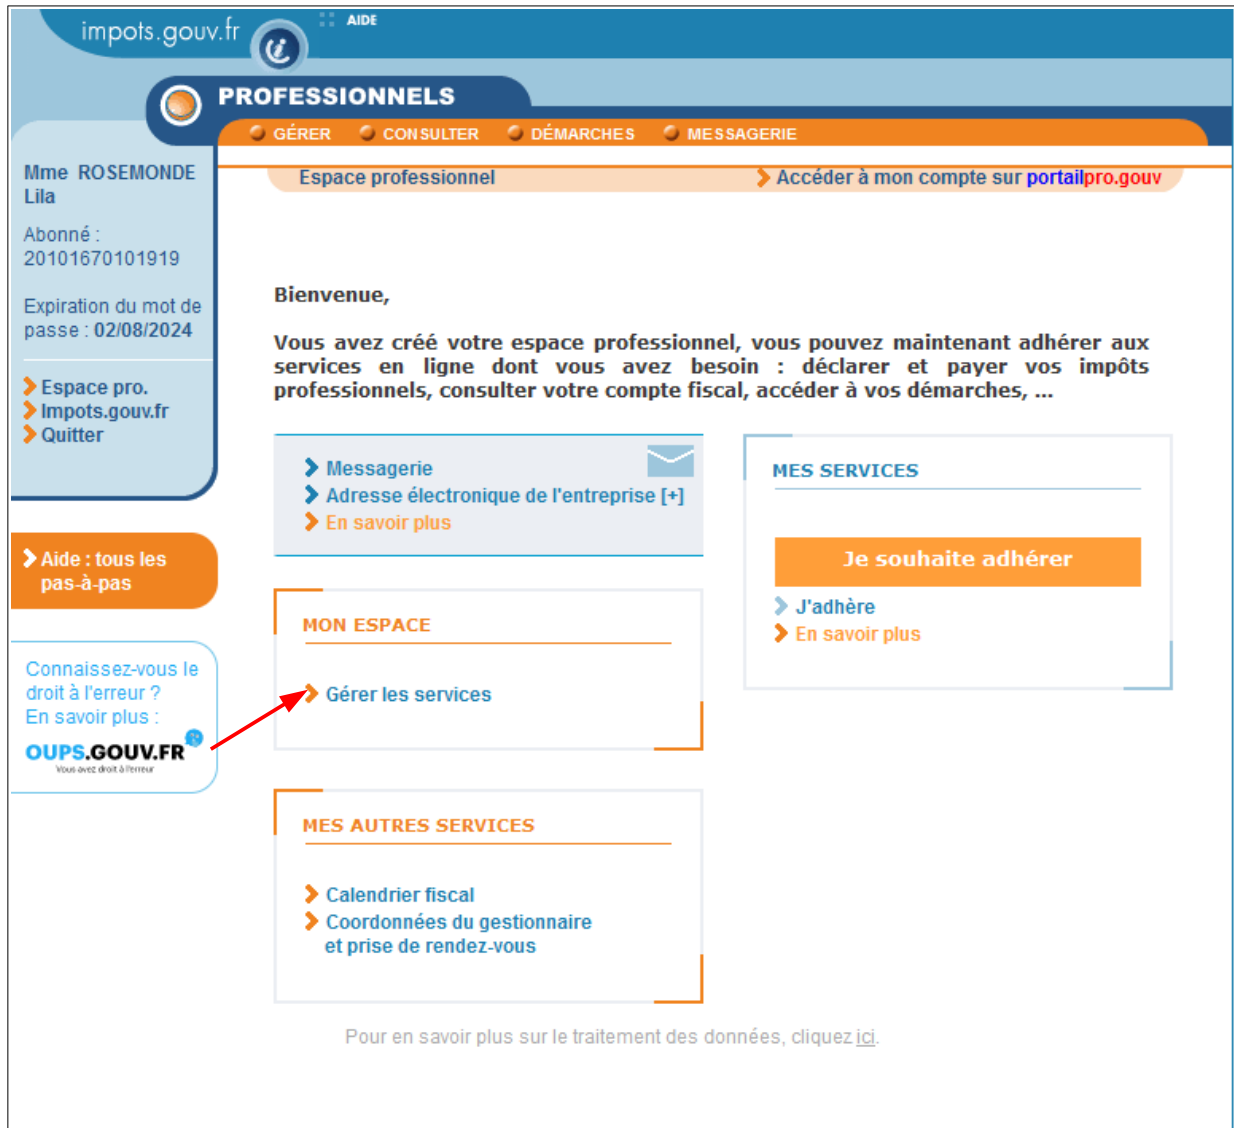 impots.gouv.fr
AIDE
PROFESSIONNELS
GÉRER CONSULTER DÉMARCHES MESSAGERIE
Mme ROSEMONDE
Lila
Abonné :
20101670101919
Expiration du mot de
passe : 02/08/2024
Espace pro.
Impots.gouv.fr
Quitter
Aide : tous les
pas-à-pas
Connaissez-vous le
droit à l'erreur ?
En savoir plus :
OUPS.GOUV.FR
Vous avez droit à l'erreur
Espace professionnel
Accéder à mon compte sur portailpro.gouv
Bienvenue,
Vous avez créé votre espace professionnel, vous pouvez maintenant adhérer aux
services en ligne dont vous avez besoin : déclarer et payer vos impôts
professionnels, consulter votre compte fiscal, accéder à vos démarches, ...
Messagerie
Adresse électronique de l'entreprise [+]
En savoir plus
MON ESPACE
Gérer les services
MES AUTRES SERVICES
Calendrier fiscal
Coordonnées du gestionnaire
et prise de rendez-vous
MES SERVICES
Je souhaite adhérer
J'adhère
En savoir plus
Pour en savoir plus sur le traitement des données, cliquez ici.